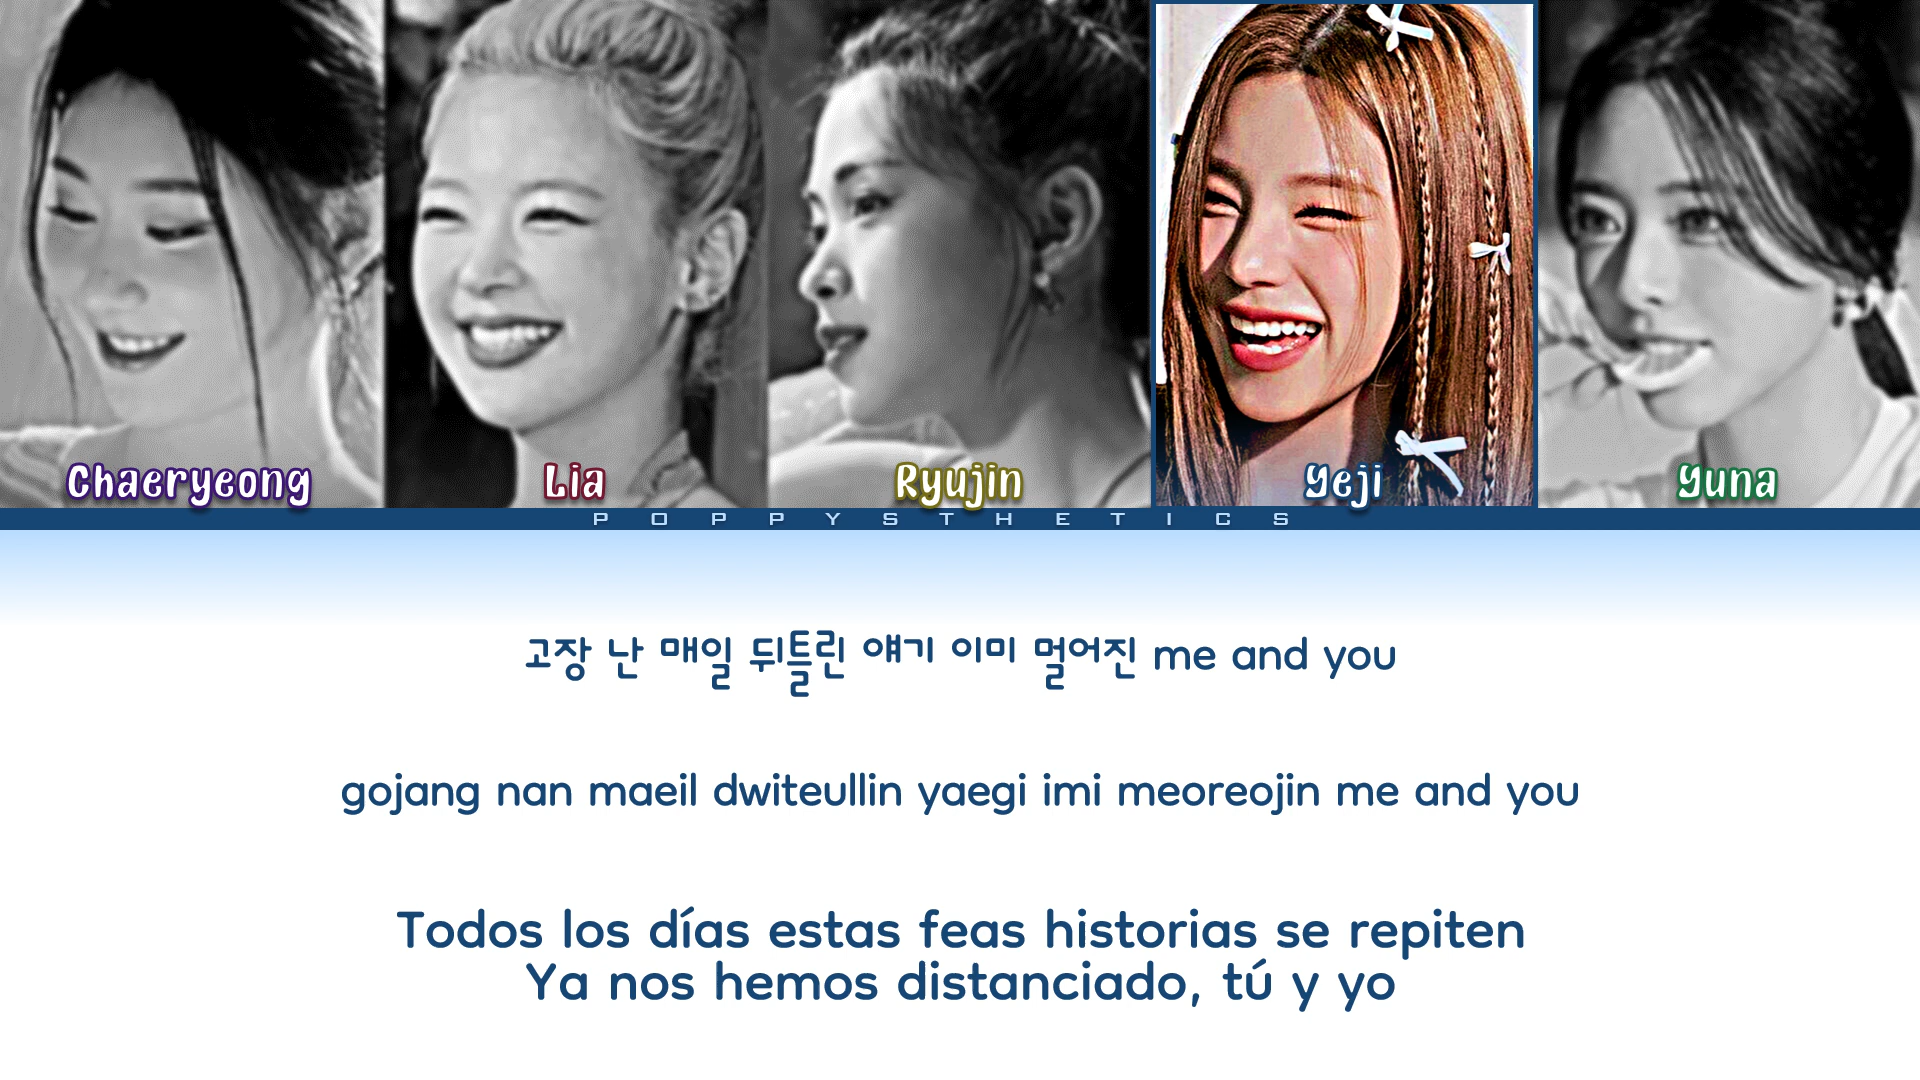 Chaeryeong
Lia
Ryujin
Yeji
Yuna
POPPYSTHETICS
고장 난 매일 뒤틀린 얘기 이미 멀어진 me and you
gojang nan maeil dwiteullin yaegi imi meoreojin me and you
Todos los días estas feas historias se repiten
Ya nos hemos distanciado, tú y yo